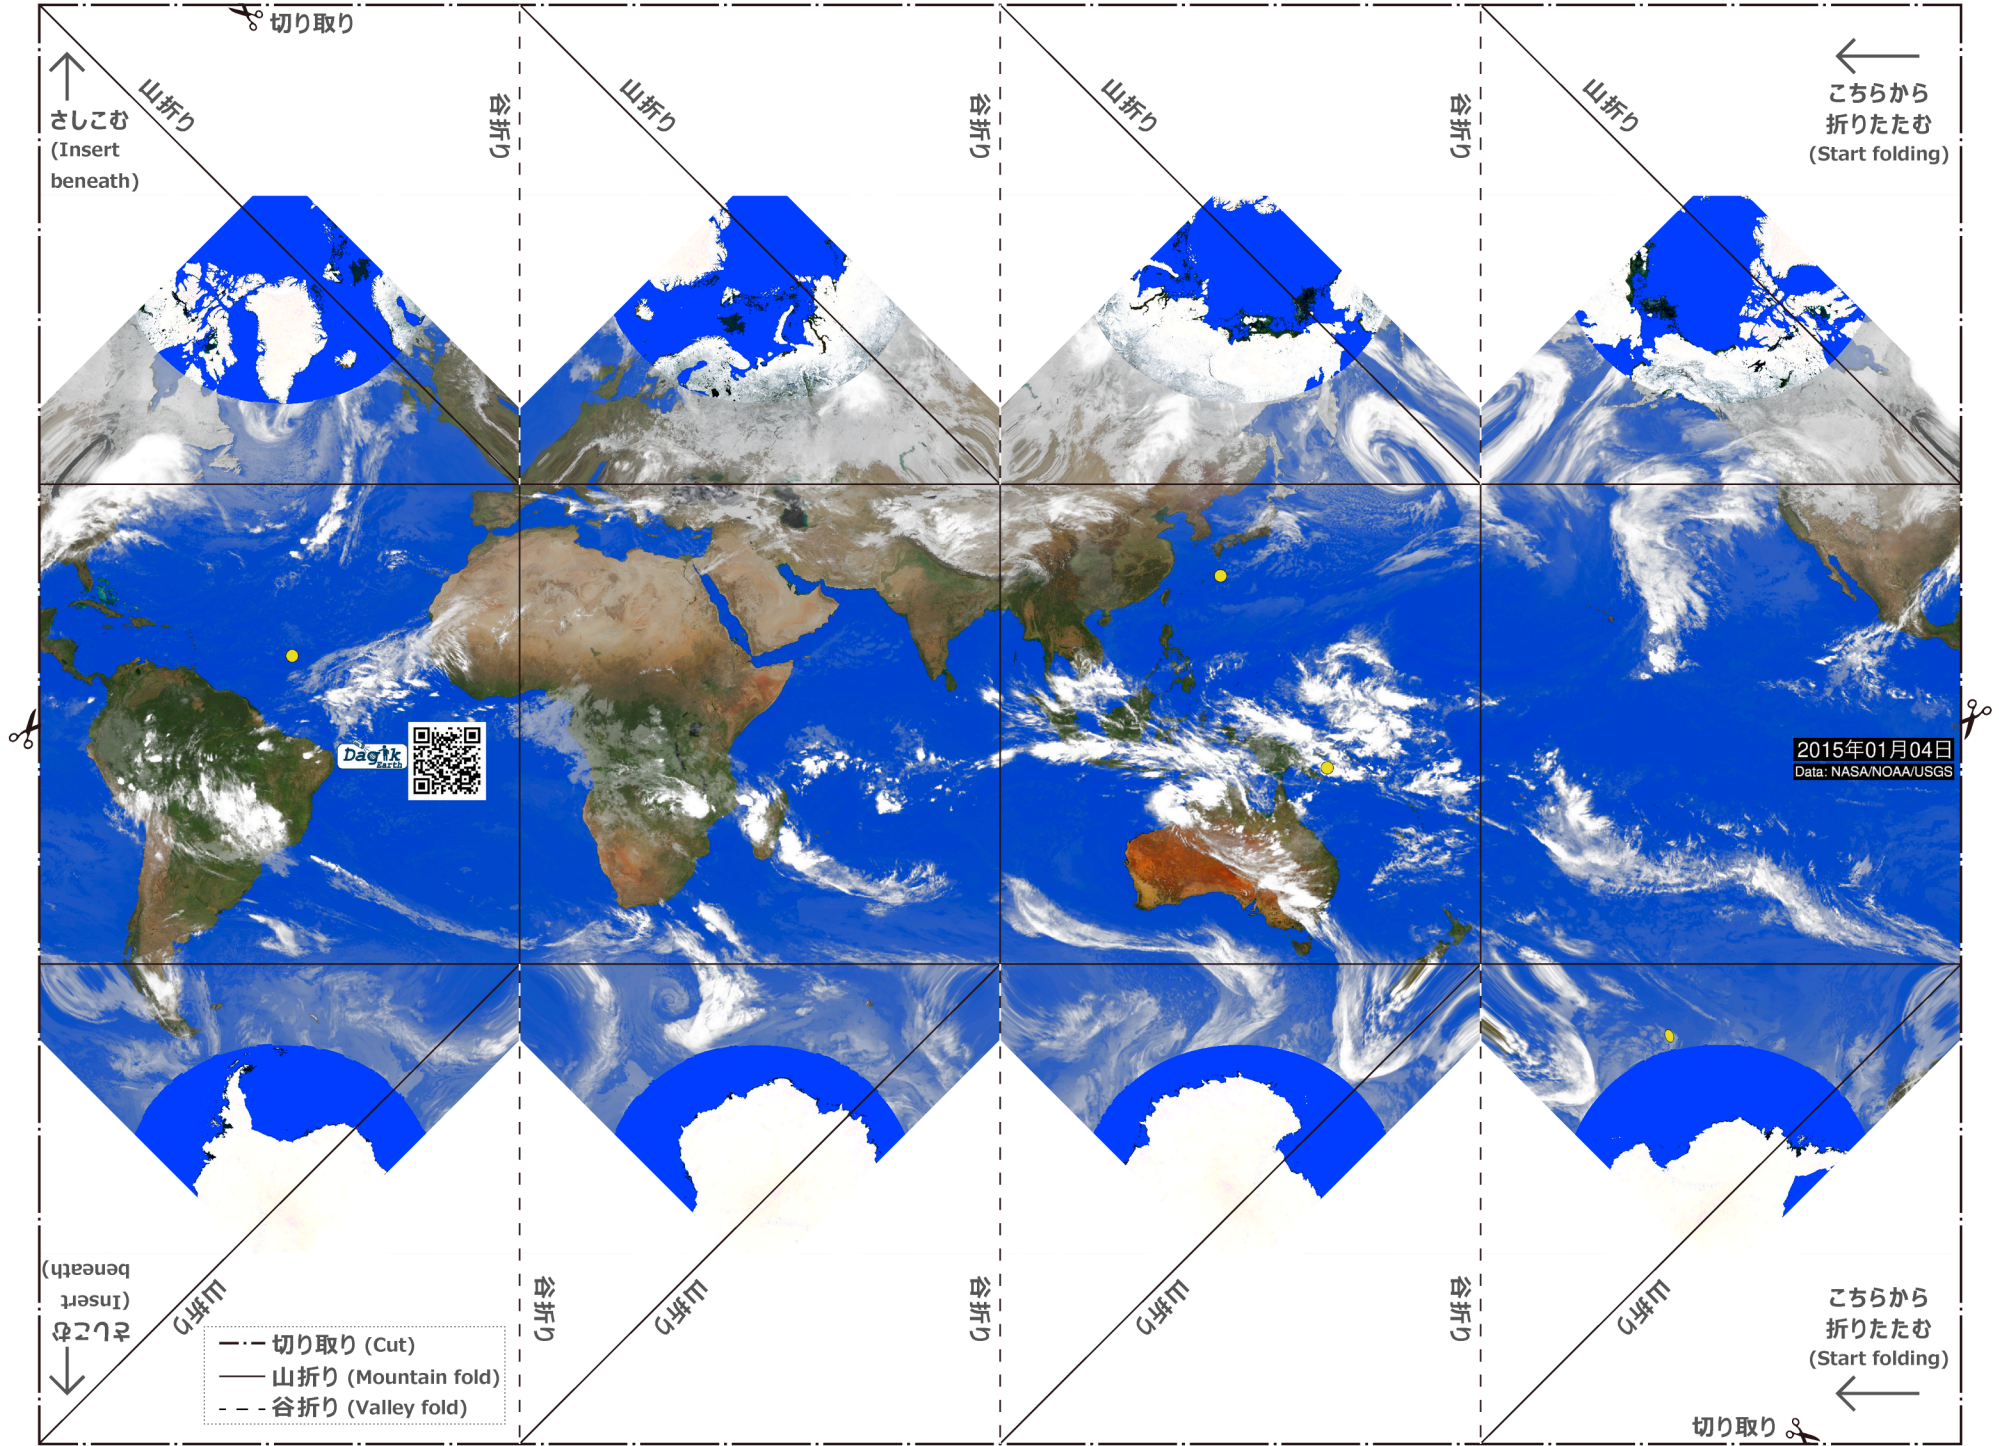 切り取り
山折り
山折り
山折り
山折り
さしこむ
(Insert
beneath)
谷折り
谷折り
谷折り
こちらから
折りたたむ
(Start folding)
Dagik
Earth
2015年01月04日
Data: NASA/NOAA/USGS
さしこむ
(Insert
beneath)
山折り
谷折り
山折り
谷折り
山折り
谷折り
山折り
こちらから
折りたたむ
(Start folding)
切り取り (Cut)
山折り (Mountain fold)
谷折り (Valley fold)
切り取り